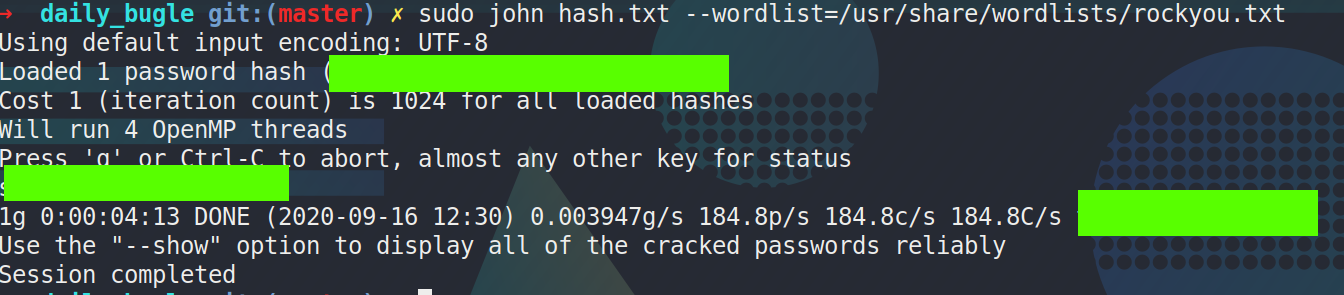 → daily_bugle git:(master) ✗ sudo john hash.txt --wordlist=/usr/share/wordlists/rockyou.txt
Using default input encoding: UTF-8
Loaded 1 password hash (
Cost 1 (iteration count) is 1024 for all loaded hashes
Will run 4 OpenMP threads
Press 'q' or Ctrl-C to abort, almost any other key for status
1g 0:00:04:13 DONE (2020-09-16 12:30) 0.003947g/s 184.8p/s 184.8c/s 184.8C/s
Use the "--show" option to display all of the cracked passwords reliably
Session completed